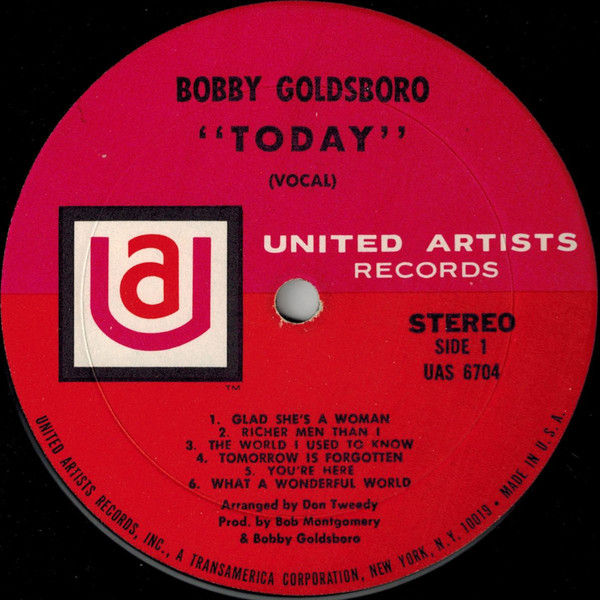 BOBBY GOLDSBORO
"TODAY"
(VOCAL)
ua
UNITED ARTISTS
RECORDS
TM
STEREO
SIDE 1
UAS 6704
1. GLAD SHE'S A WOMAN
2. RICHER MEN THAN I
3. THE WORLD I USED TO KNOW
4. TOMORROW IS FORGOTTEN
5. YOU'RE HERE
6. WHAT A WONDERFUL WORLD
Arranged by Don Tweedy
Prod. by Bob Montgomery
& Bobby Goldsboro
UNITED ARTISTS RECORDS, INC., A TRANSAMERICA CORPORATION, NEW YORK, N.Y. 10019 • MADE IN U.S.A.